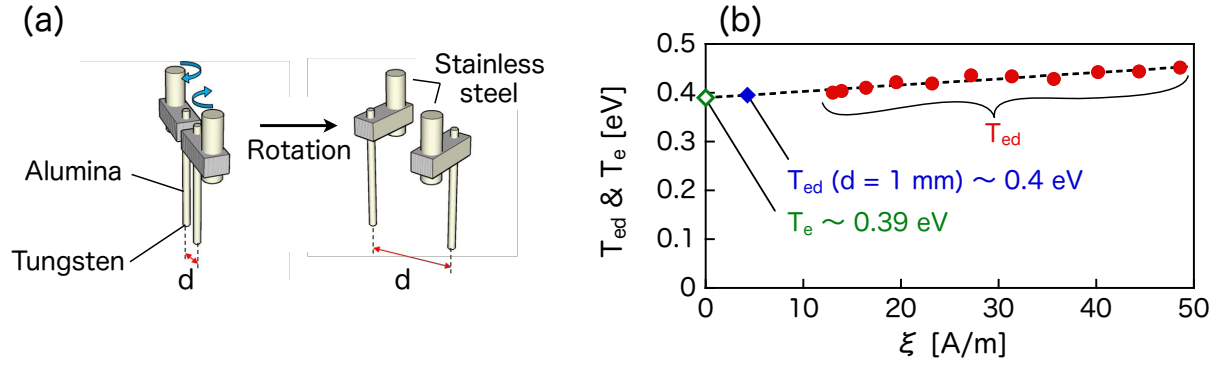 (a)
Stainless
steel
Rotation
Alumina
Tungsten
d
d
(b)
T_ed & T_e [eV]
0.5
0.4
0.3
0.2
0.1
0
T_ed
T_ed (d = 1 mm) ～ 0.4 eV
T_e ～ 0.39 eV
0 10 20 30 40 50
ξ [A/m]